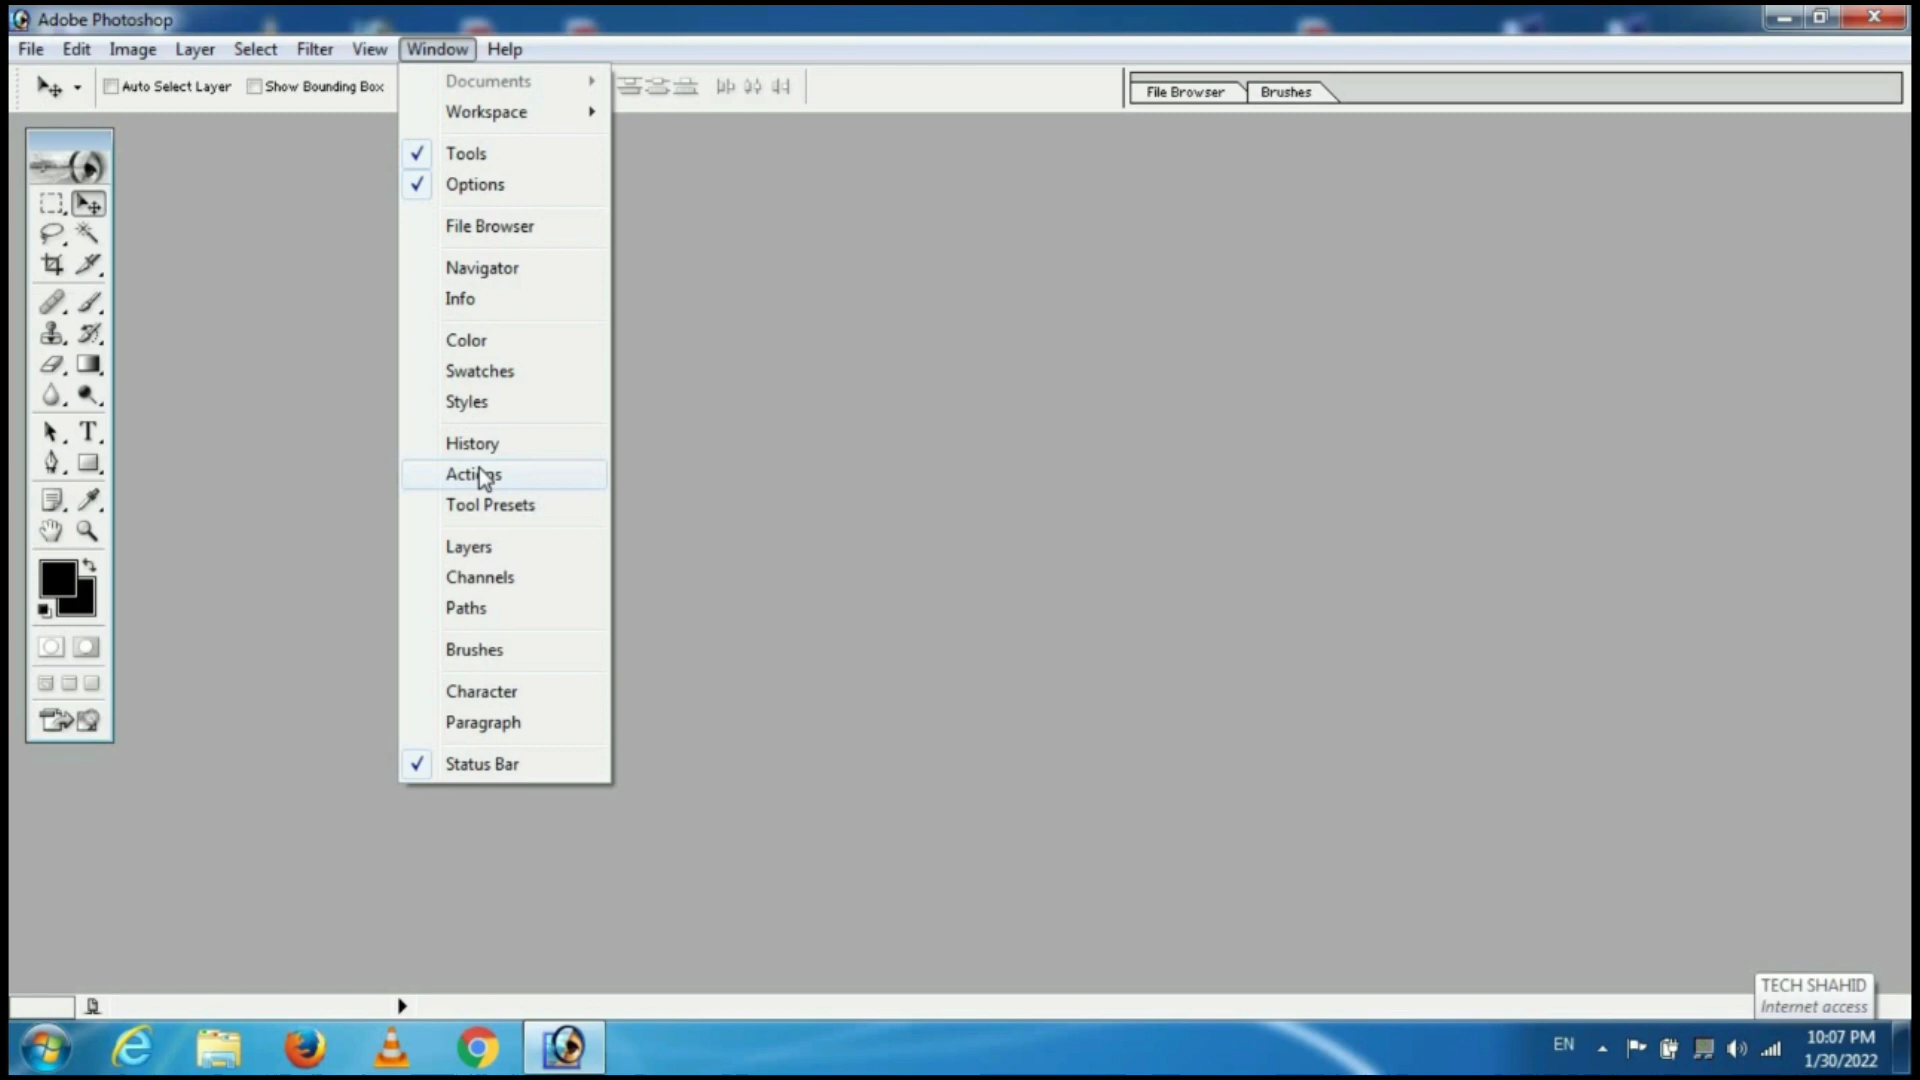 Adobe Photoshop
File Edit Image Layer Select Filter View Window Help
Auto Select Layer Show Bounding Box
File Browser Brushes
Documents
Workspace
Tools
Options
File Browser
Navigator
Info
Color
Swatches
Styles
History
Actions
Tool Presets
Layers
Channels
Paths
Brushes
Character
Paragraph
Status Bar
TECH SHAHID
Internet access
EN
10:07 PM
1/30/2022